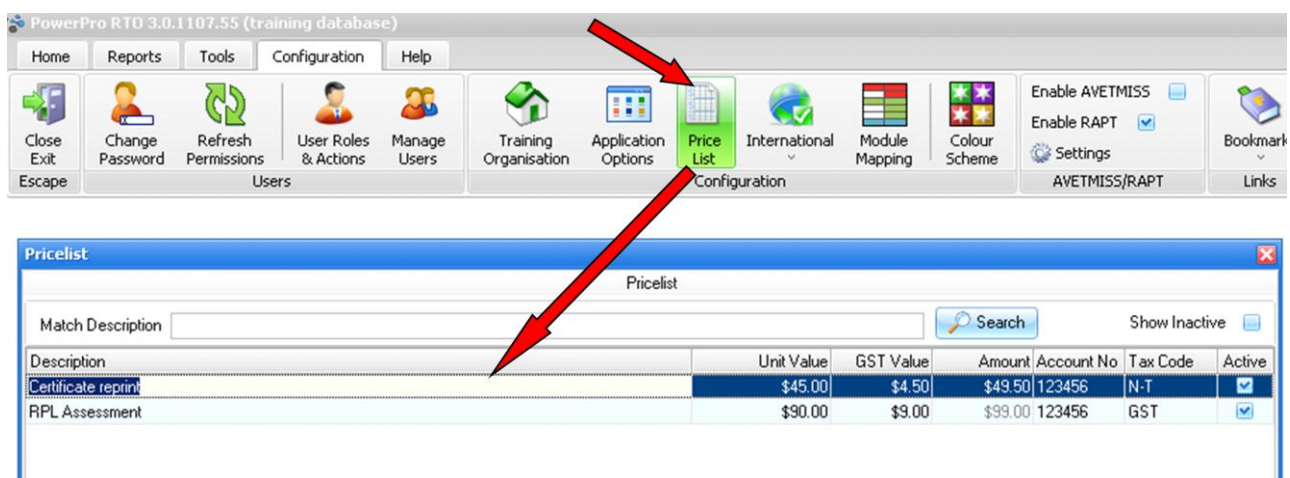 PowerPro RTO 3.0.1107.55 (training database)
Home Reports Tools Configuration Help
Close Exit
Change Password
Refresh Permissions
User Roles & Actions
Manage Users
Training Organisation
Application Options
Price List
International
Module Mapping
Colour Scheme
Enable AVETMISS
Enable RAPT
Settings
Bookmark
Escape Users Configuration AVETMISS/RAPT Links
Pricelist
Pricelist
Match Description Search Show Inactive
Description Unit Value GST Value Amount Account No Tax Code Active
Certificate reprint $45.00 $4.50 $49.50 123456 N-T
RPL Assessment $90.00 $9.00 $99.00 123456 GST